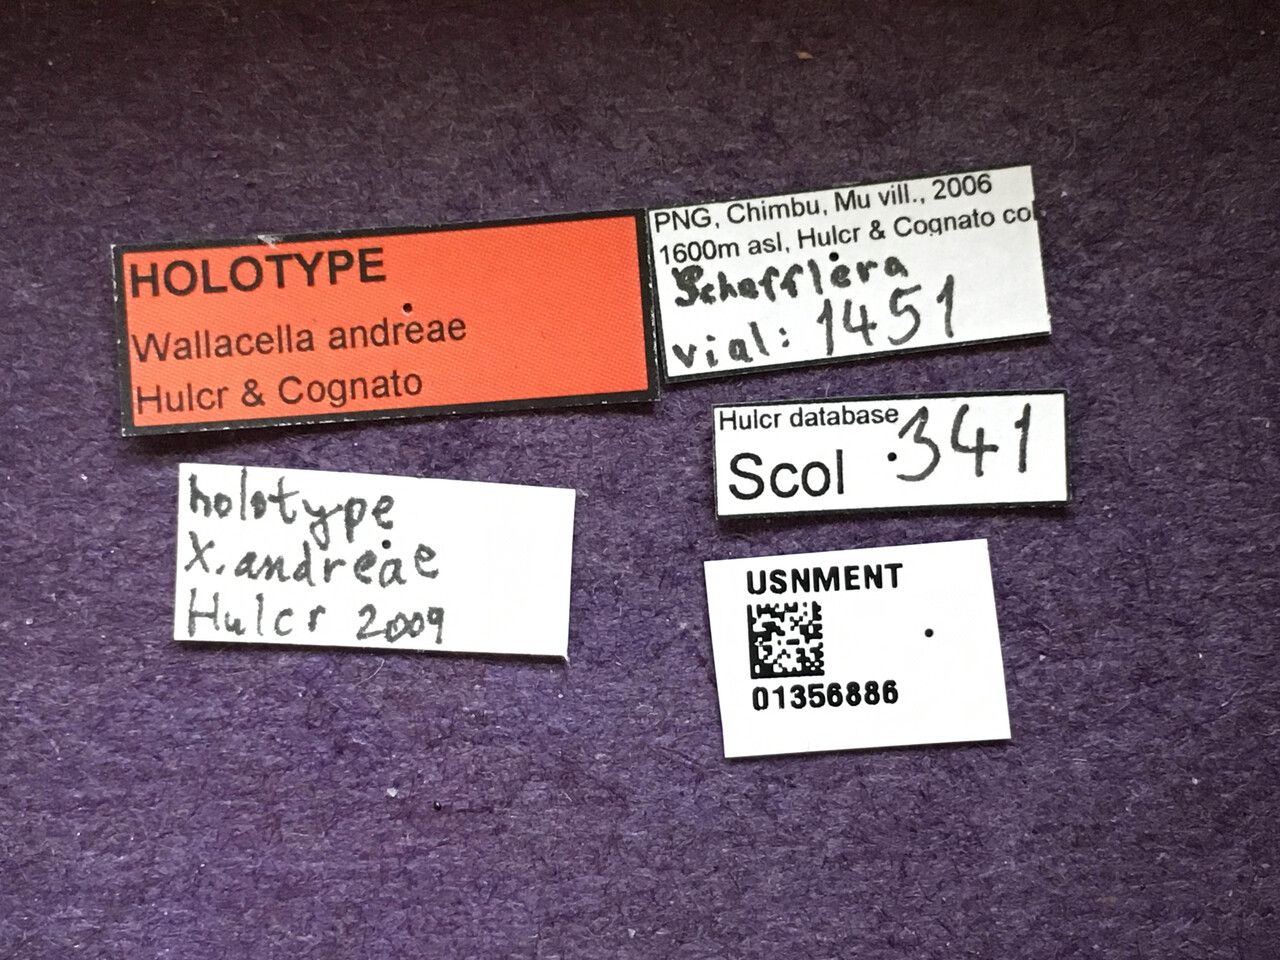 HOLOTYPE
Wallacella andreae
Hulcr & Cognato
PNG, Chimbu, Mu vill., 2006
1600m asl, Hulcr & Cognato col
Schefflera
vial: 1451
Hulcr database
Scol 341
holotype
X. andreae
Hulcr 2009
USNMENT
01356886